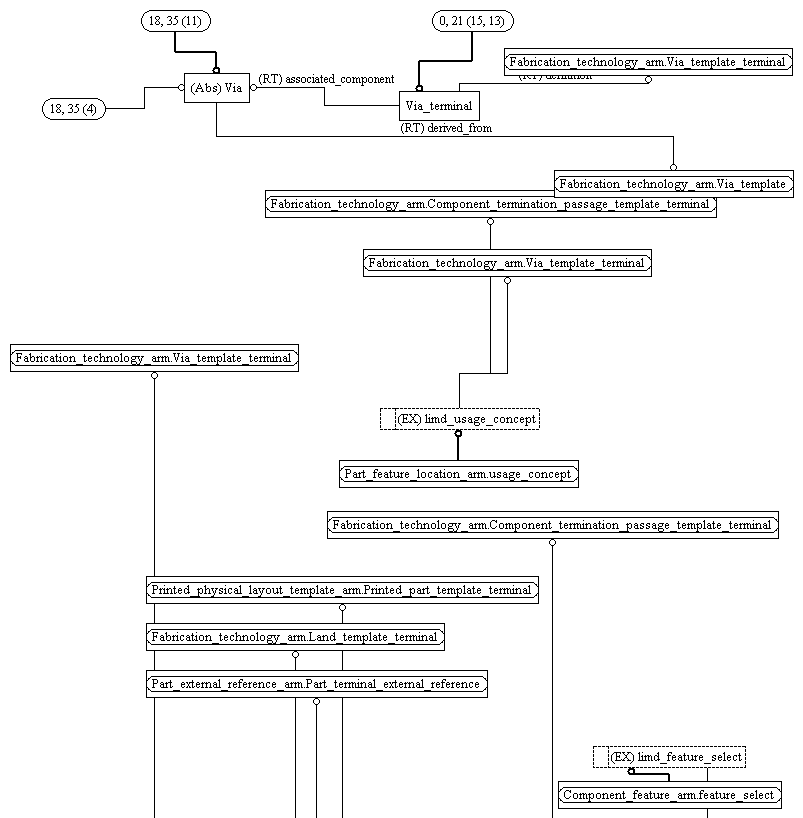 18, 35 (11)
0, 21 (15, 13)
Fabrication_technology_arm.Via_template_terminal
(RT) definition
(RT) associated_component
(Abs) Via
18, 35 (4)
Via_terminal
(RT) derived_from
Fabrication_technology_arm.Via_template
Fabrication_technology_arm.Component_termination_passage_template_terminal
Fabrication_technology_arm.Via_template_terminal
Fabrication_technology_arm.Via_template_terminal
(EX) limd_usage_concept
Part_feature_location_arm.usage_concept
Fabrication_technology_arm.Component_termination_passage_template_terminal
Printed_physical_layout_template_arm.Printed_part_template_terminal
Fabrication_technology_arm.Land_template_terminal
Part_external_reference_arm.Part_terminal_external_reference
(EX) limd_feature_select
Component_feature_arm.feature_select